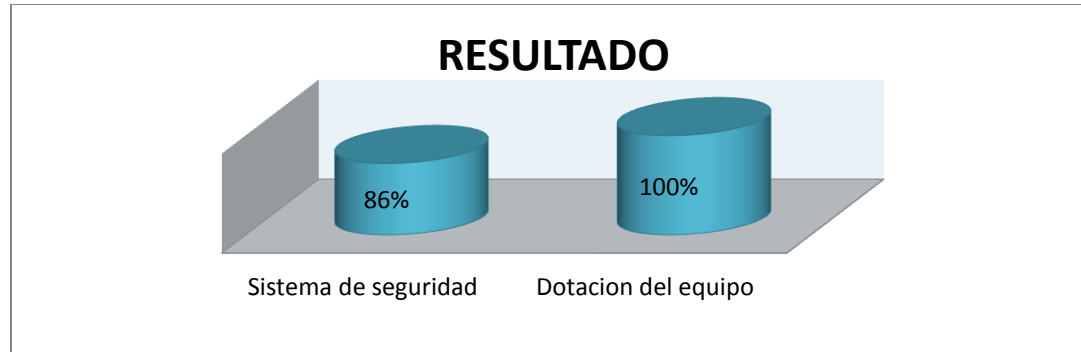 RESULTADO
86%
100%
Sistema de seguridad
Dotacion del equipo